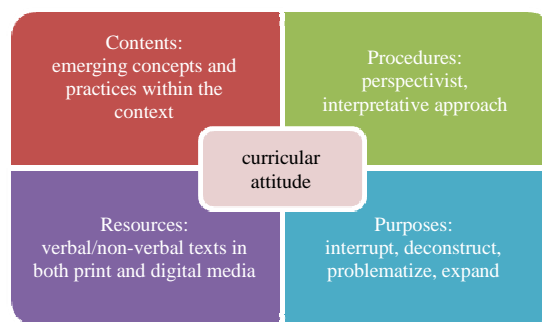 Contents:
emerging concepts and
practices within the
context
Procedures:
perspectivist,
interpretative approach
curricular
attitude
Resources:
verbal/non-verbal texts in
both print and digital media
Purposes:
interrupt, deconstruct,
problematize, expand